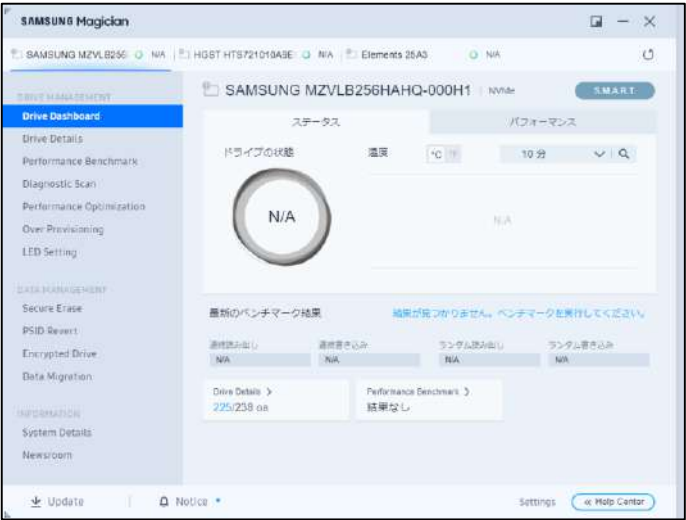 SAMSUNG Magician
SAMSUNG MZVLB256 N/A HGST HTS721010A9E N/A Elements 25A3 N/A
SAMSUNG MZVLB256HAHQ-000H1 NVMe S.M.A.R.T.
DRIVE MANAGEMENT
Drive Dashboard
Drive Details
Performance Benchmark
Diagnostic Scan
Performance Optimization
Over Provisioning
LED Setting
DATA MANAGEMENT
Secure Erase
PSID Revert
Encrypted Drive
Data Migration
INFORMATION
System Details
Newsroom
ステータス パフォーマンス
ドライブの状態 温度 °C °F 10 分
N/A
N/A
最新のベンチマーク結果 結果が見つかりません。ベンチマークを実行してください。
連続読み出し 連続書き込み ランダム読み出し ランダム書き込み
N/A N/A N/A N/A
Drive Details Performance Benchmark
225/238 GB 結果なし
Update Notice Settings Help Center